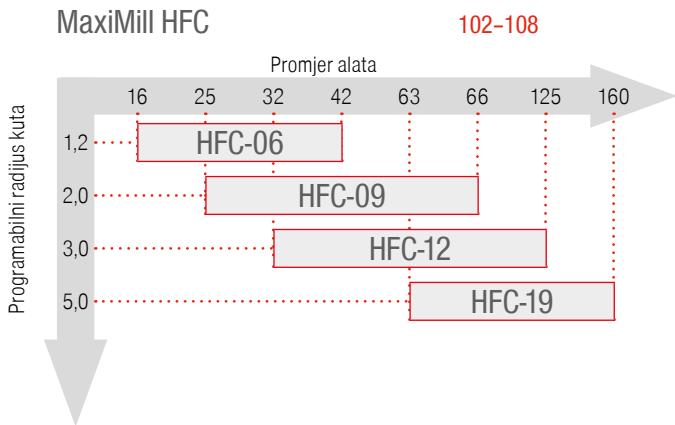 MaxiMill HFC
102–108
Promjer alata
16 25 32 42 63 66 125 160
Programabilni radijus kuta
1,2 HFC-06
2,0 HFC-09
3,0 HFC-12
5,0 HFC-19